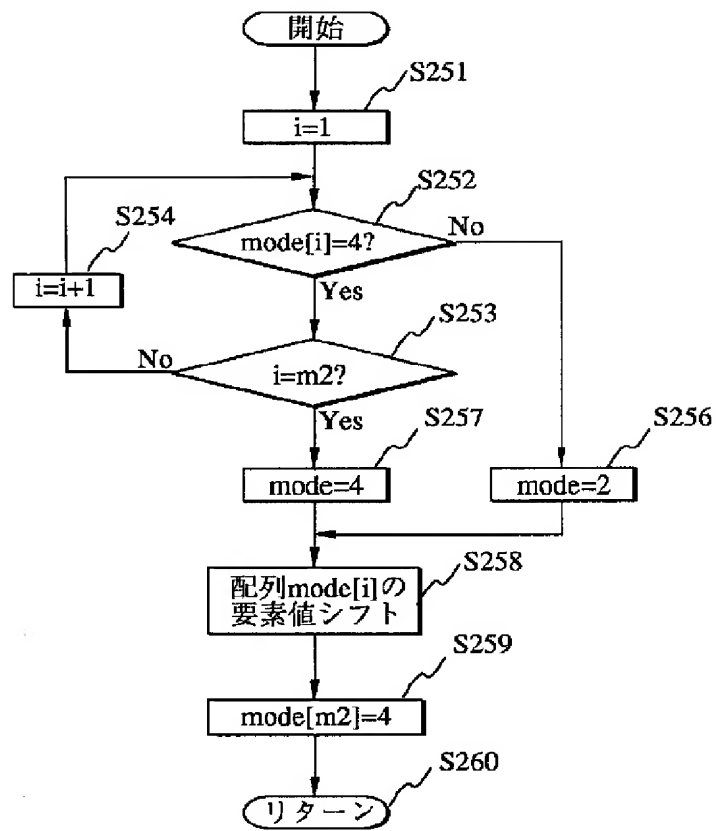 開始
S251
i=1
S252
mode[i]=4?
No
S254
i=i+1
Yes
S253
i=m2?
No
Yes
S257
mode=4
S256
mode=2
S258
配列mode[i]の
要素値シフト
S259
mode[m2]=4
S260
リターン